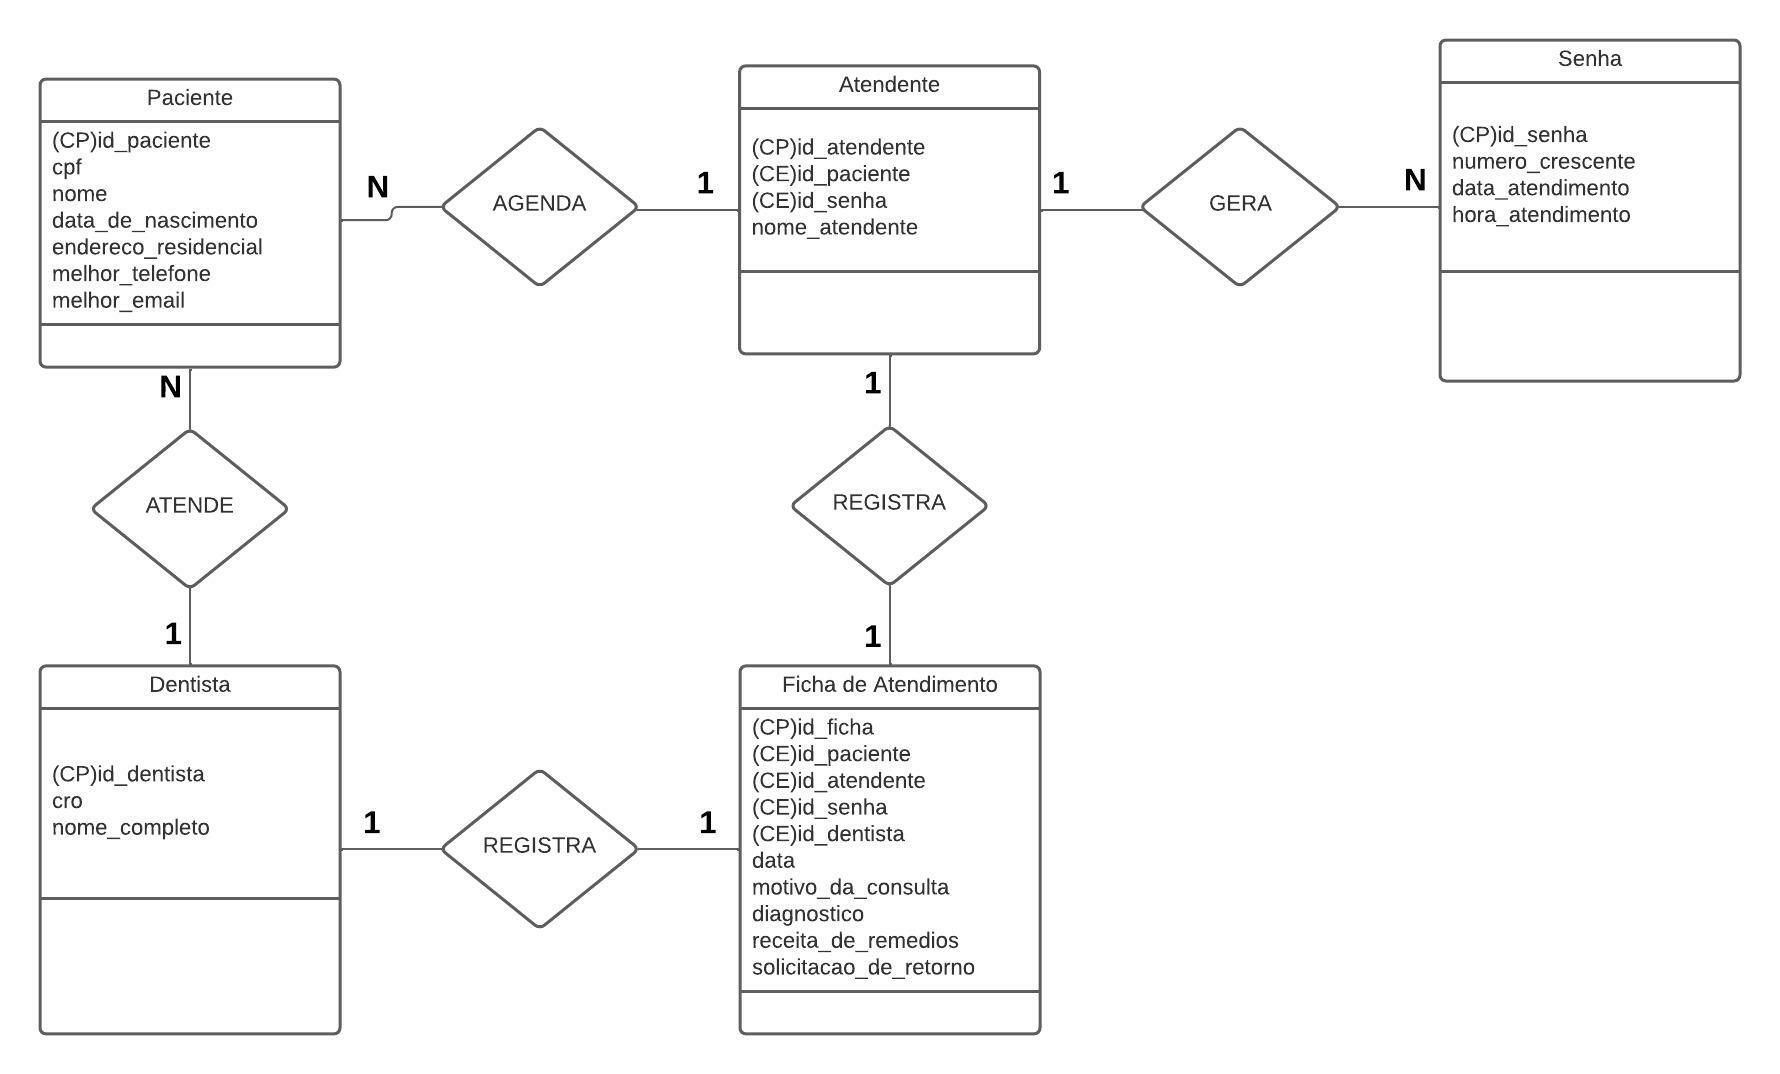 Paciente
(CP)id_paciente
cpf
nome
data_de_nascimento
endereco_residencial
melhor_telefone
melhor_email
N
AGENDA
1
Atendente
(CP)id_atendente
(CE)id_paciente
(CE)id_senha
nome_atendente
1
GERA
N
Senha
(CP)id_senha
numero_crescente
data_atendimento
hora_atendimento
N
ATENDE
1
1
REGISTRA
1
Dentista
(CP)id_dentista
cro
nome_completo
1
REGISTRA
1
Ficha de Atendimento
(CP)id_ficha
(CE)id_paciente
(CE)id_atendente
(CE)id_senha
(CE)id_dentista
data
motivo_da_consulta
diagnostico
receita_de_remedios
solicitacao_de_retorno